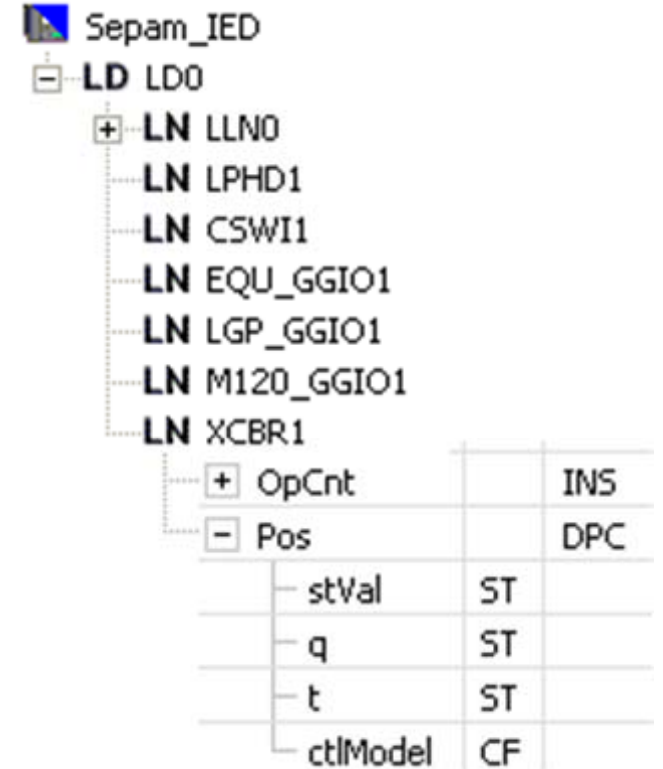 Sepam_IED
LD LD0
LN LLN0
LN LPHD1
LN CSWI1
LN EQU_GGIO1
LN LGP_GGIO1
LN M120_GGIO1
LN XCBR1
OpCnt INS
Pos DPC
stVal ST
q ST
t ST
ctlModel CF